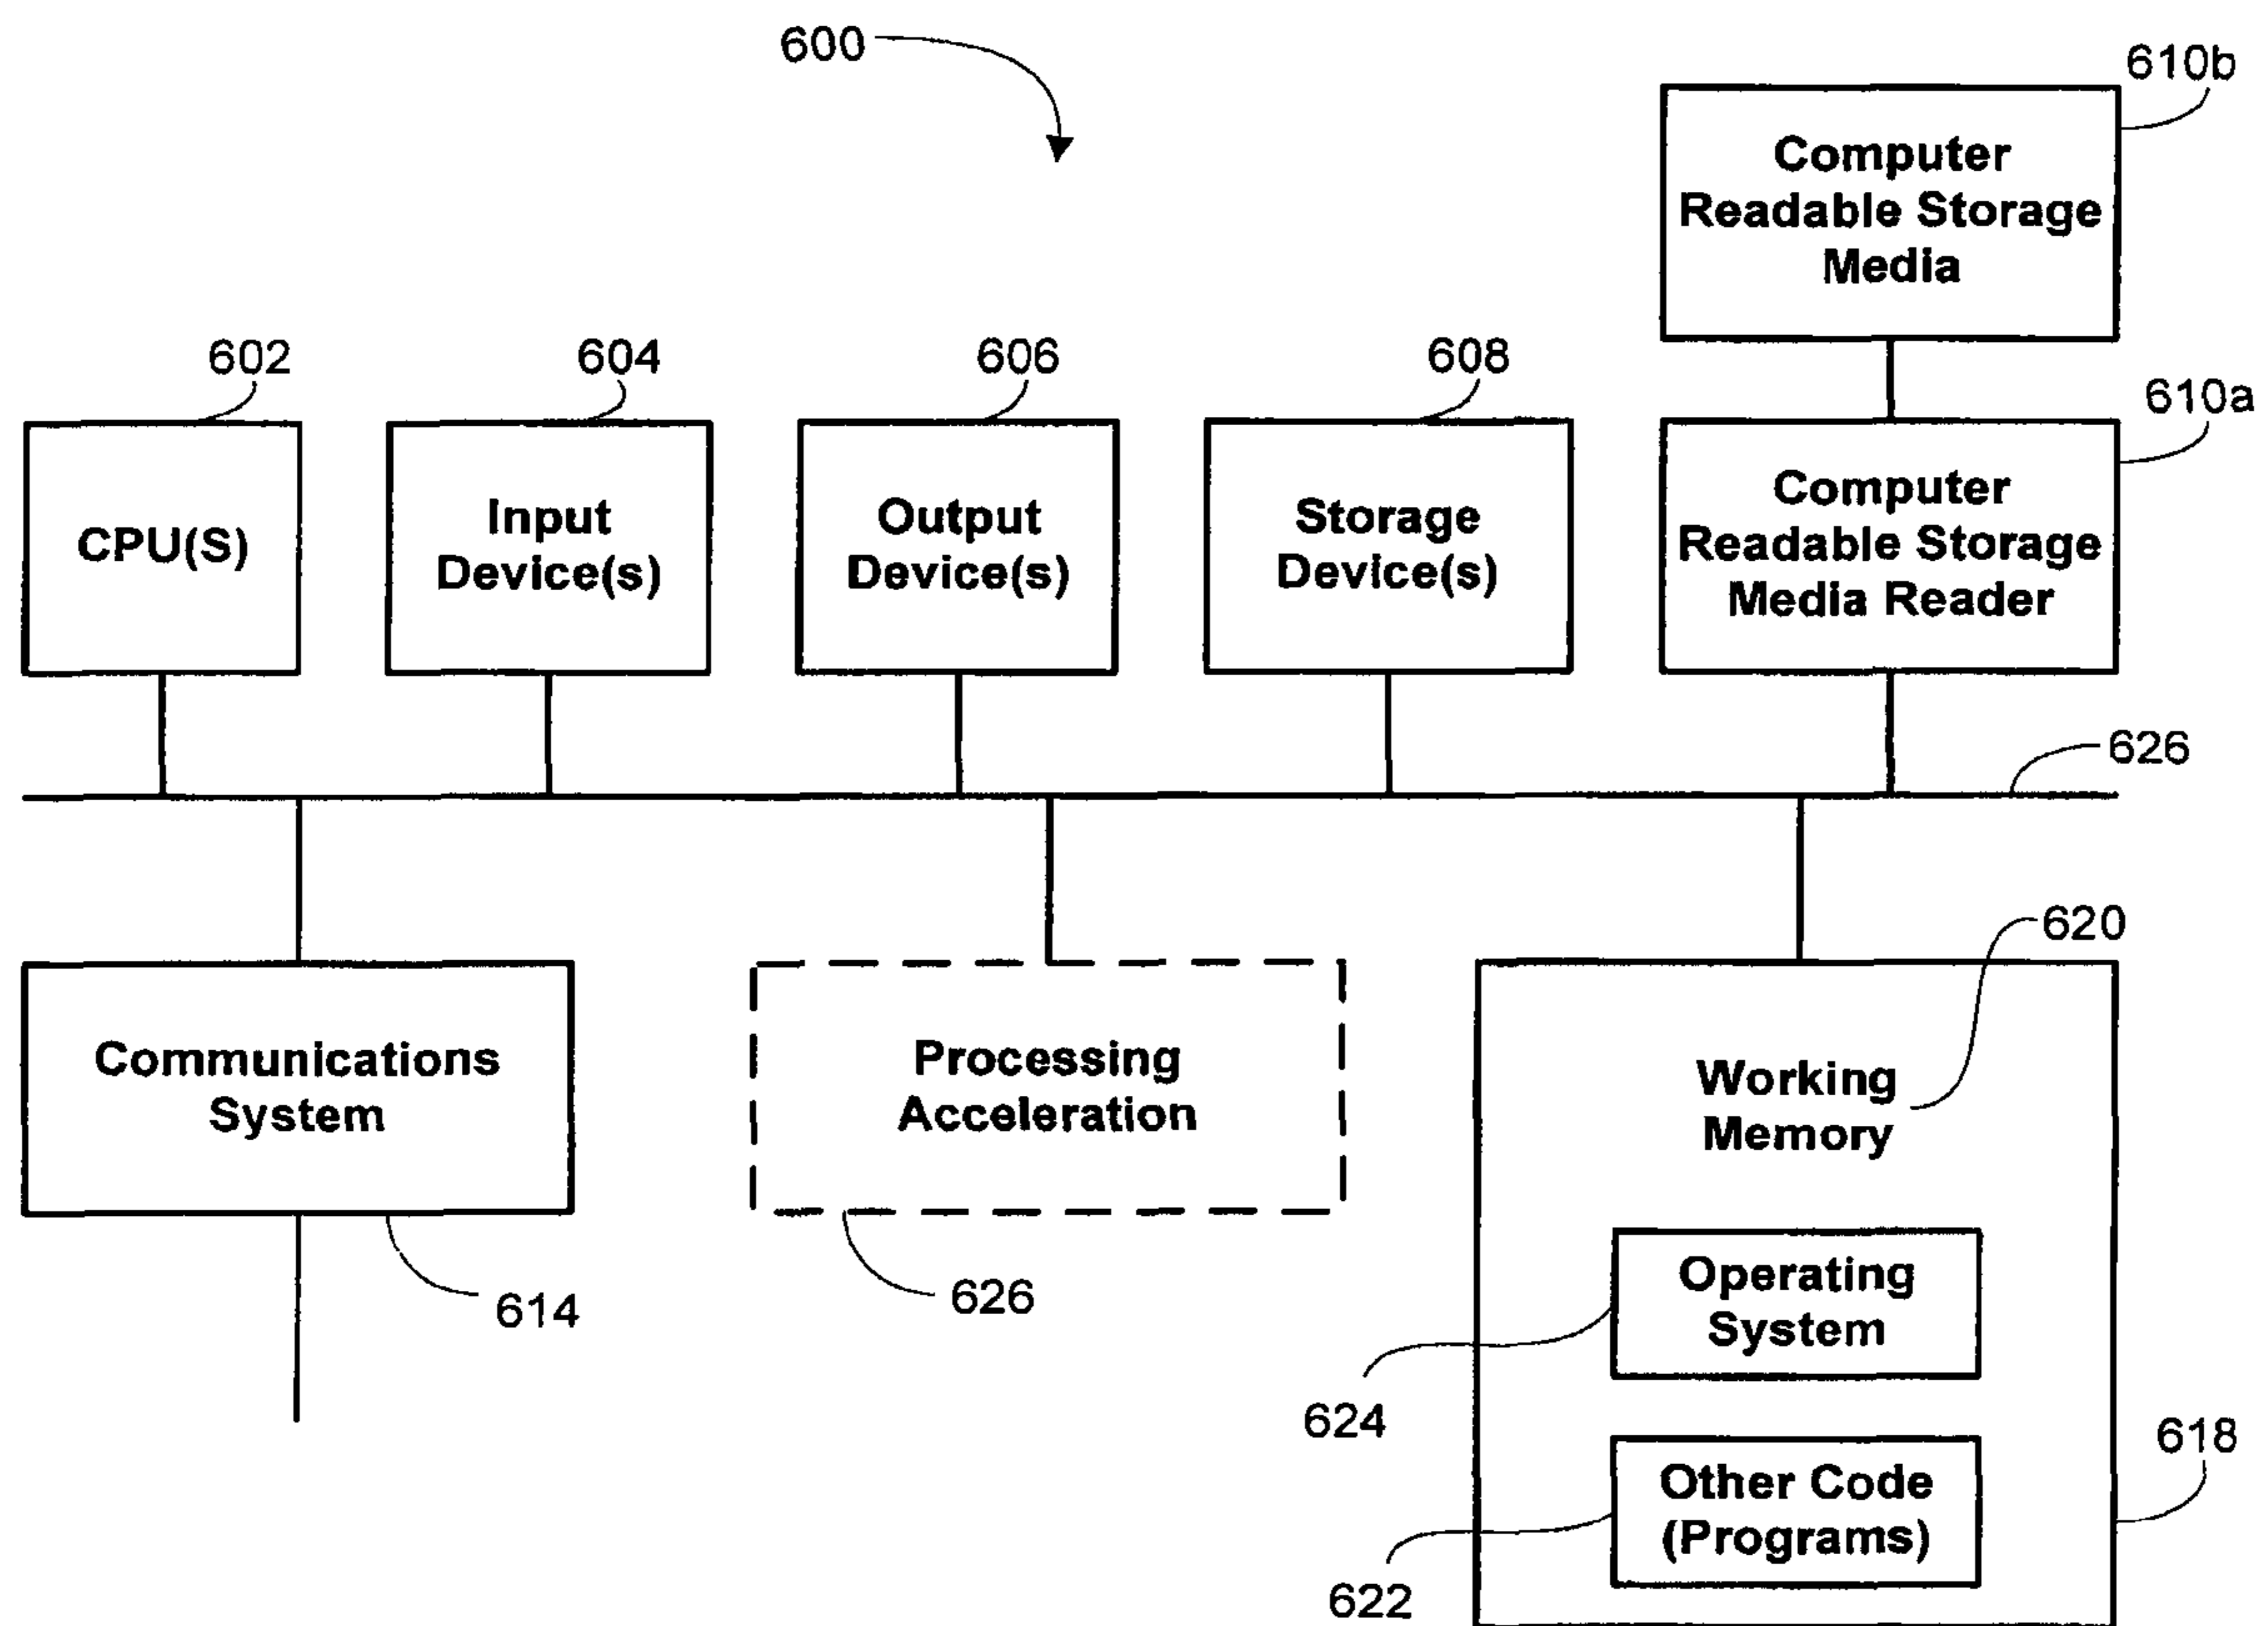 600
610b
Computer
Readable Storage
Media
602
604
606
608
610a
CPU(S)
Input
Device(s)
Output
Device(s)
Storage
Device(s)
Computer
Readable Storage
Media Reader
626
620
Communications
System
Processing
Acceleration
Working
Memory
614
626
Operating
System
624
618
Other Code
(Programs)
622